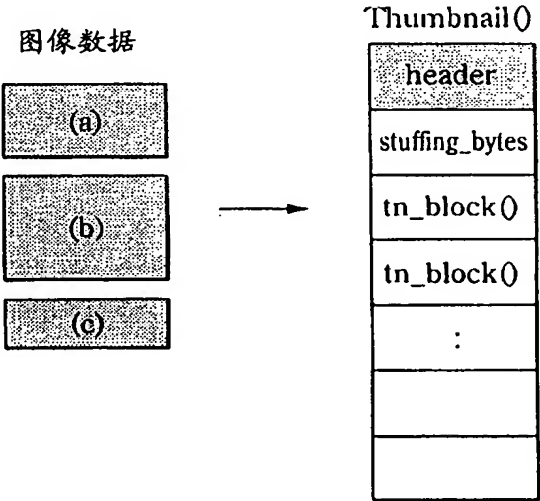 图像数据
(a)
(b)
(c)
Thumbnail()
header
stuffing_bytes
tn_block()
tn_block()
: